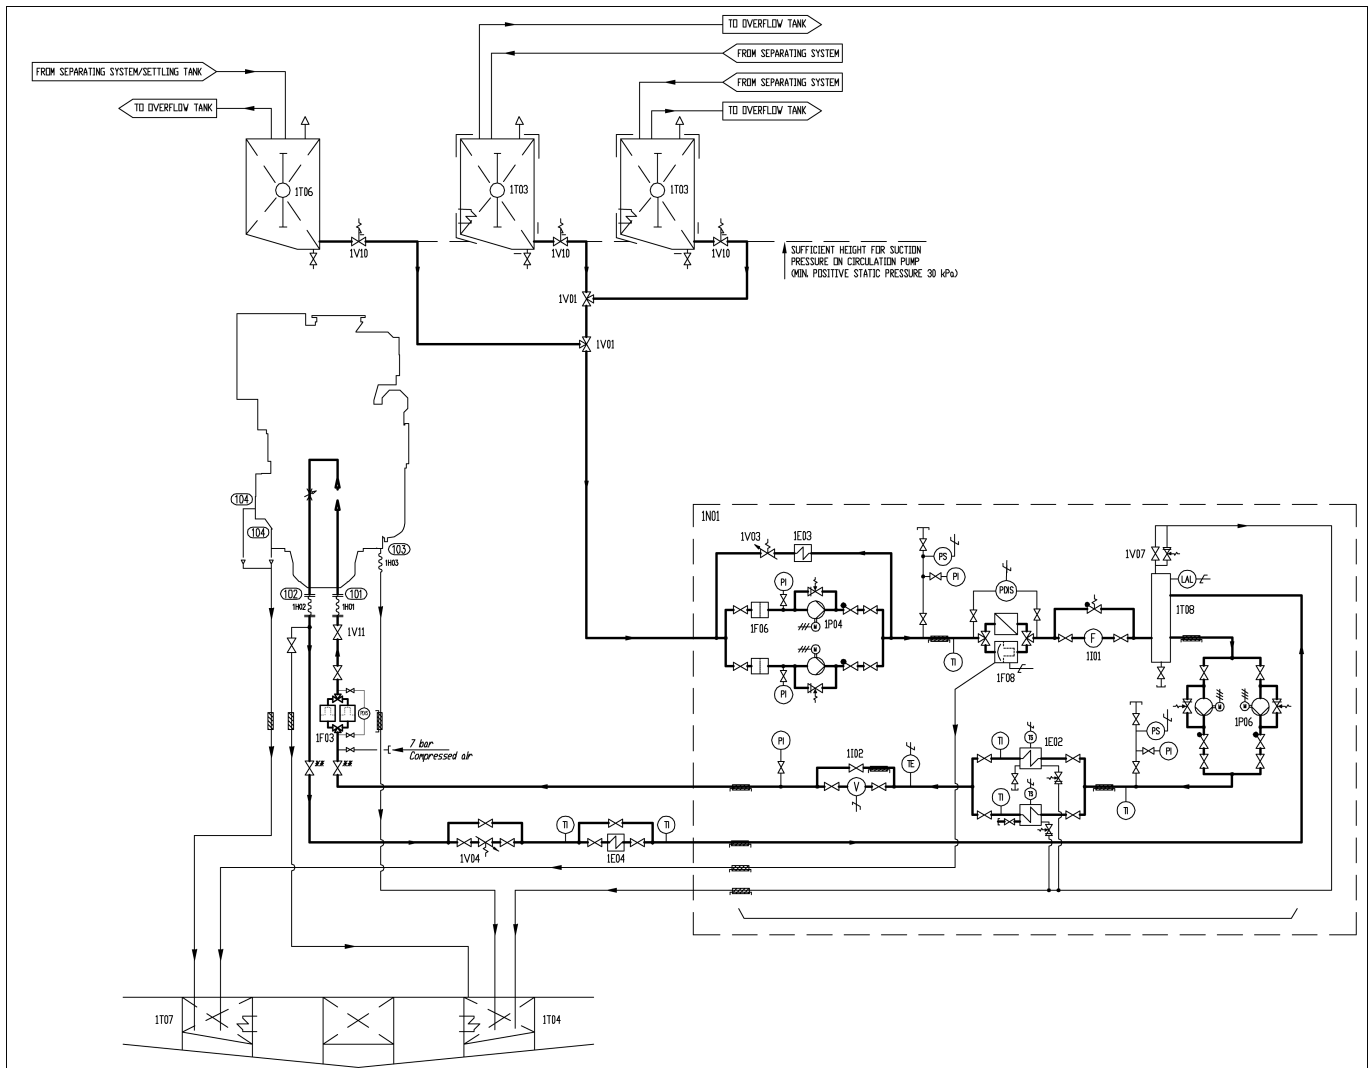 TO OVERFLOW TANK
FROM SEPARATING SYSTEM
FROM SEPARATING SYSTEM/SETTLING TANK
FROM SEPARATING SYSTEM
TO OVERFLOW TANK
TO OVERFLOW TANK
1T06
1T03
1T03
1V10
1V10
1V10
SUFFICIENT HEIGHT FOR SUCTION
PRESSURE ON CIRCULATION PUMP
(MIN. POSITIVE STATIC PRESSURE 30 kPa)
1V01
1V01
104
104
103
1H03
102
101
1H02
1H01
1V11
1F03
PDIS
7 bar
Compressed air
1N01
1V03
1E03
PI
1F06
1P04
M
M
PI
PS
PI
TI
PDIS
1F08
F
1I01
1V07
LAL
1T08
M
M
1P06
PS
PI
TI
TI
TS
1E02
TI
TS
TE
1I02
V
PI
1V04
TI
1E04
TI
1T07
1T04